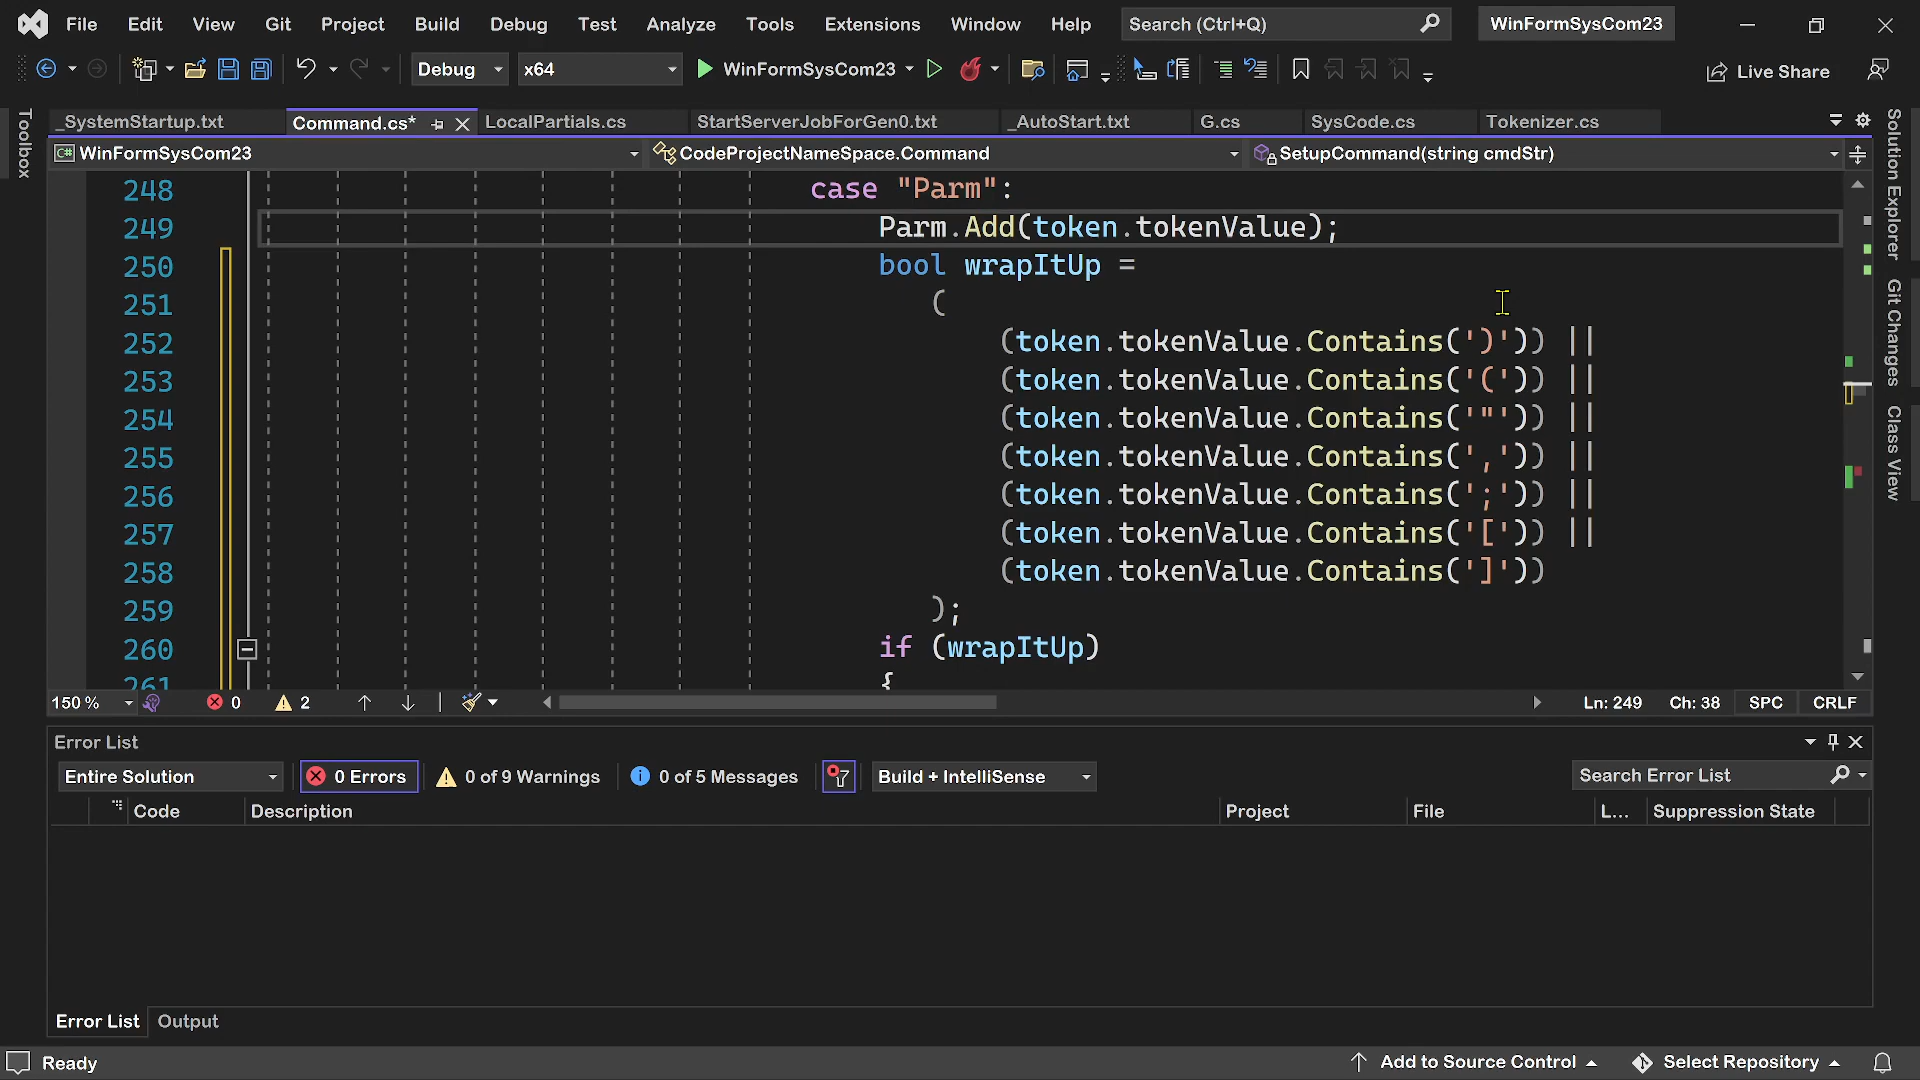 File Edit View Git Project Build Debug Test Analyze Tools Extensions Window Help Search (Ctrl+Q) WinFormSysCom23
Debug x64 WinFormSysCom23 Live Share
_SystemStartup.txt Command.cs* LocalPartials.cs StartServerJobForGen0.txt _AutoStart.txt G.cs SysCode.cs Tokenizer.cs
WinFormSysCom23 CodeProjectNameSpace.Command SetupCommand(string cmdStr)
Toolbox
248 case "Parm":
249 Parm.Add(token.tokenValue);
250 bool wrapItUp =
251 (
252 (token.tokenValue.Contains(')')) ||
253 (token.tokenValue.Contains('(')) ||
254 (token.tokenValue.Contains('"')) ||
255 (token.tokenValue.Contains(',')) ||
256 (token.tokenValue.Contains(';')) ||
257 (token.tokenValue.Contains('[')) ||
258 (token.tokenValue.Contains(']'))
259 );
260 if (wrapItUp)
261 {
Solution Explorer
Git Changes
Class View
150 % 0 2 Ln: 249 Ch: 38 SPC CRLF
Error List
Entire Solution 0 Errors 0 of 9 Warnings 0 of 5 Messages Build + IntelliSense Search Error List
Code Description Project File L... Suppression State
Error List Output
Ready Add to Source Control Select Repository